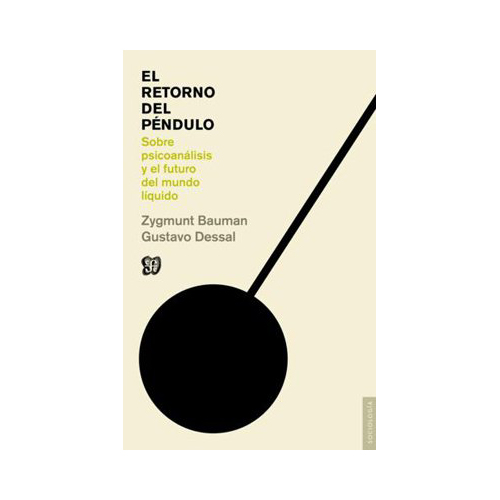 EL
RETORNO
DEL
PÉNDULO
Sobre
psicoanálisis
y el futuro
del mundo
líquido
Zygmunt Bauman
Gustavo Dessal
SOCIOLOGÍA